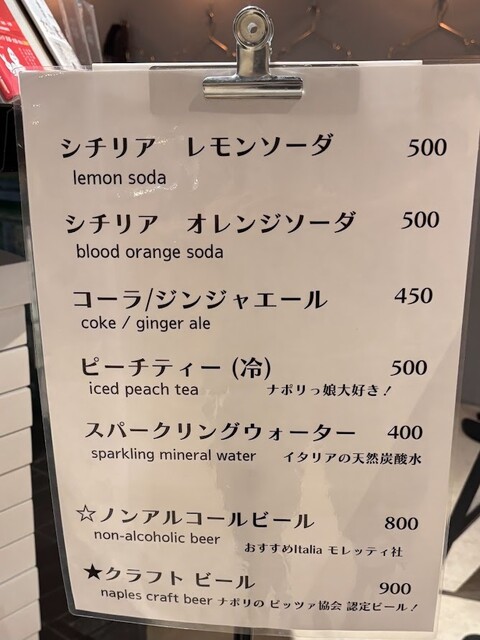 シチリア レモンソーダ 500
lemon soda
シチリア オレンジソーダ 500
blood orange soda
コーラ/ジンジャエール 450
coke / ginger ale
ピーチティー (冷) 500
iced peach tea ナポリっ娘大好き!
スパークリングウォーター 400
sparkling mineral water イタリアの天然炭酸水
☆ノンアルコールビール 800
non-alcoholic beer おすすめItalia モレッティ社
★クラフト ビール 900
naples craft beer ナポリの ピッツァ協会 認定ビール!